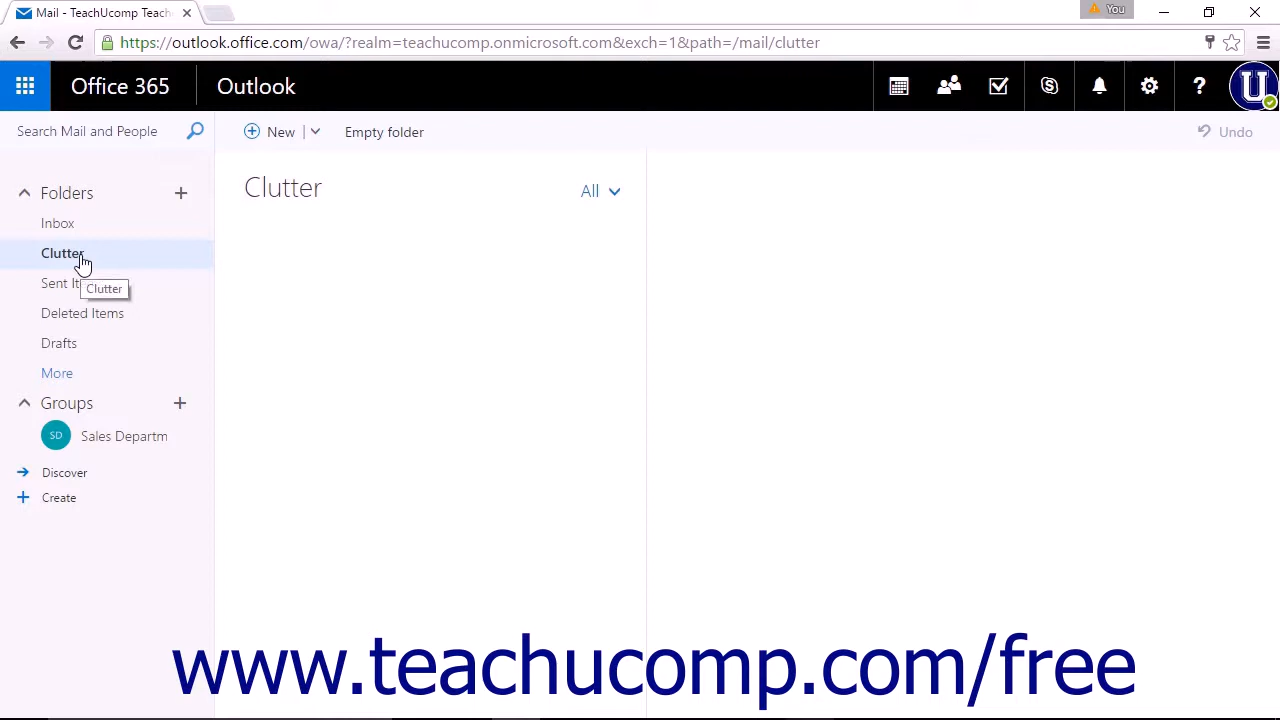 Mail - TeachUcomp Teach
You
https://outlook.office.com/owa/?realm=teachucomp.onmicrosoft.com&exch=1&path=/mail/clutter
Office 365
Outlook
U
Search Mail and People
New
Empty folder
Undo
Folders
Clutter
All
Inbox
Clutter
Sent It
Clutter
Deleted Items
Drafts
More
Groups
SD
Sales Departm
Discover
Create
www.teachucomp.com/free